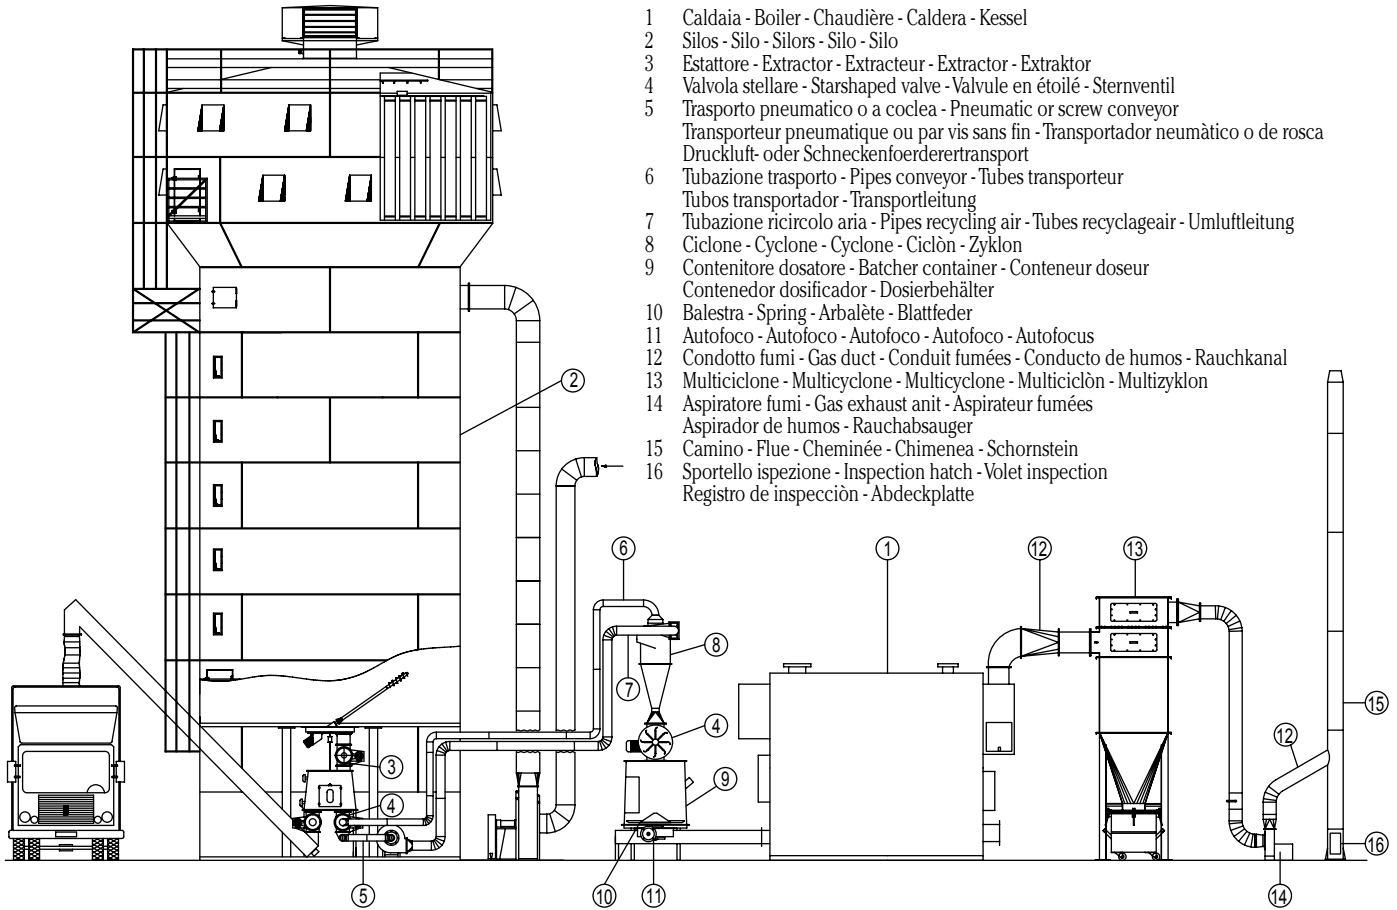 1 Caldaia - Boiler - Chaudière - Caldera - Kessel
2 Silos - Silo - Silors - Silo - Silo
3 Estattore - Extractor - Extracteur - Extractor - Extraktor
4 Valvola stellare - Starshaped valve - Valvule en étoilé - Sternventil
5 Trasporto pneumatico o a coclea - Pneumatic or screw conveyor
Transporteur pneumatique ou par vis sans fin - Transportador neumàtico o de rosca
Druckluft- oder Schneckenfoerderertransport
6 Tubazione trasporto - Pipes conveyor - Tubes transporteur
Tubos transportador - Transportleitung
7 Tubazione ricircolo aria - Pipes recycling air - Tubes recyclageair - Umluftleitung
8 Ciclone - Cyclone - Cyclone - Ciclòn - Zyklon
9 Contenitore dosatore - Batcher container - Conteneur doseur
Contenedor dosificador - Dosierbehälter
10 Balestra - Spring - Arbalète - Blattfeder
11 Autofoco - Autofoco - Autofoco - Autofoco - Autofocus
12 Condotto fumi - Gas duct - Conduit fumées - Conducto de humos - Rauchkanal
13 Multiciclone - Multicyclone - Multicyclone - Multiciclòn - Multizyklon
14 Aspiratore fumi - Gas exhaust anit - Aspirateur fumées
Aspirador de humos - Rauchabsauger
15 Camino - Flue - Cheminée - Chimenea - Schornstein
16 Sportello ispezione - Inspection hatch - Volet inspection
Registro de inspecciòn - Abdeckplatte
2
6
1
12
13
8
7
15
4
12
3
9
4
16
5
10
11
14